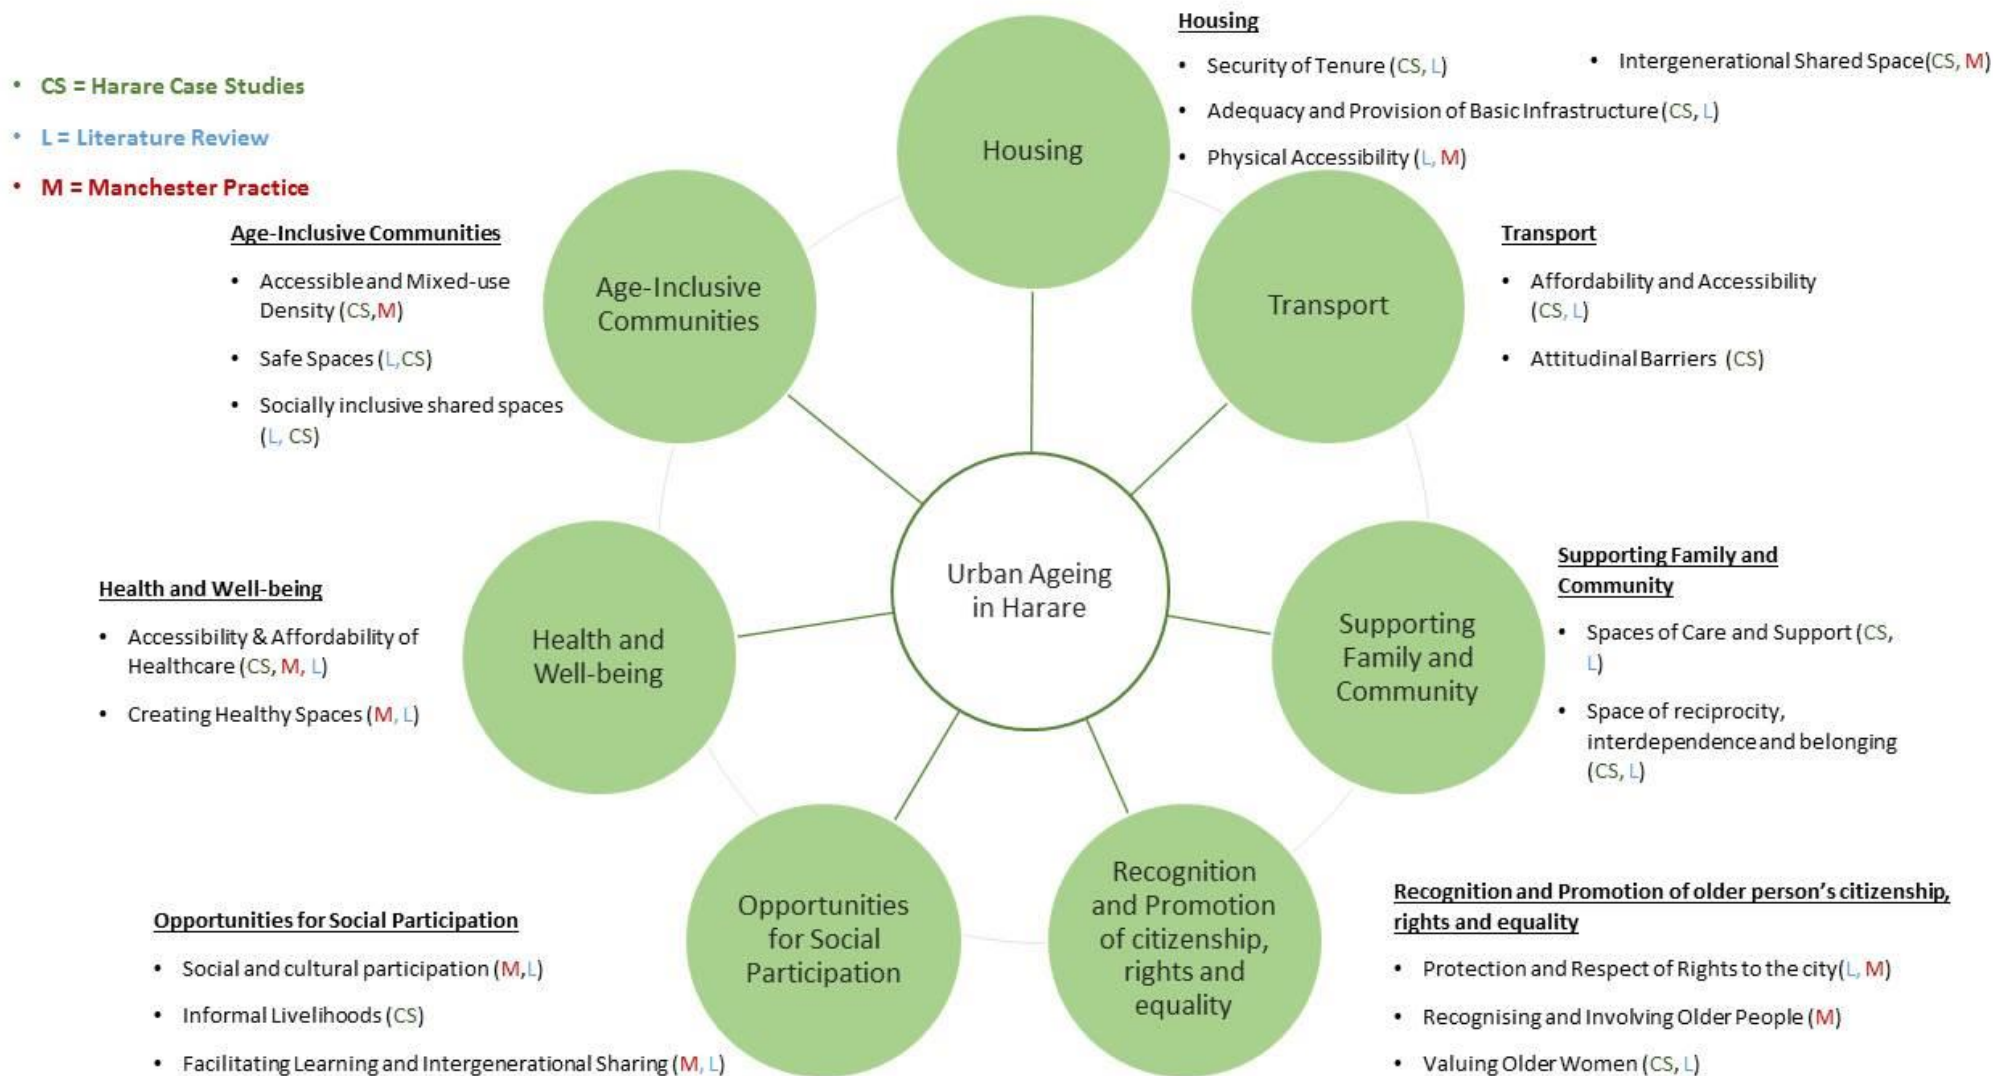 • CS = Harare Case Studies
• L = Literature Review
• M = Manchester Practice
Housing
• Security of Tenure (CS, L)
• Intergenerational Shared Space(CS, M)
• Adequacy and Provision of Basic Infrastructure (CS, L)
• Physical Accessibility (L, M)
Housing
Age-Inclusive Communities
• Accessible and Mixed-use
Density (CS,M)
• Safe Spaces (L,CS)
• Socially inclusive shared spaces
(L, CS)
Age-Inclusive
Communities
Transport
Transport
• Affordability and Accessibility
(CS, L)
• Attitudinal Barriers (CS)
Urban Ageing
in Harare
Health and Well-being
• Accessibility & Affordability of
Healthcare (CS, M, L)
• Creating Healthy Spaces (M, L)
Health and
Well-being
Supporting
Family and
Community
Supporting Family and
Community
• Spaces of Care and Support (CS,
L)
• Space of reciprocity,
interdependence and belonging
(CS, L)
Opportunities for Social Participation
• Social and cultural participation (M,L)
• Informal Livelihoods (CS)
• Facilitating Learning and Intergenerational Sharing (M, L)
Opportunities
for Social
Participation
Recognition
and Promotion
of citizenship,
rights and
equality
Recognition and Promotion of older person's citizenship,
rights and equality
• Protection and Respect of Rights to the city(L, M)
• Recognising and Involving Older People (M)
• Valuing Older Women (CS, L)